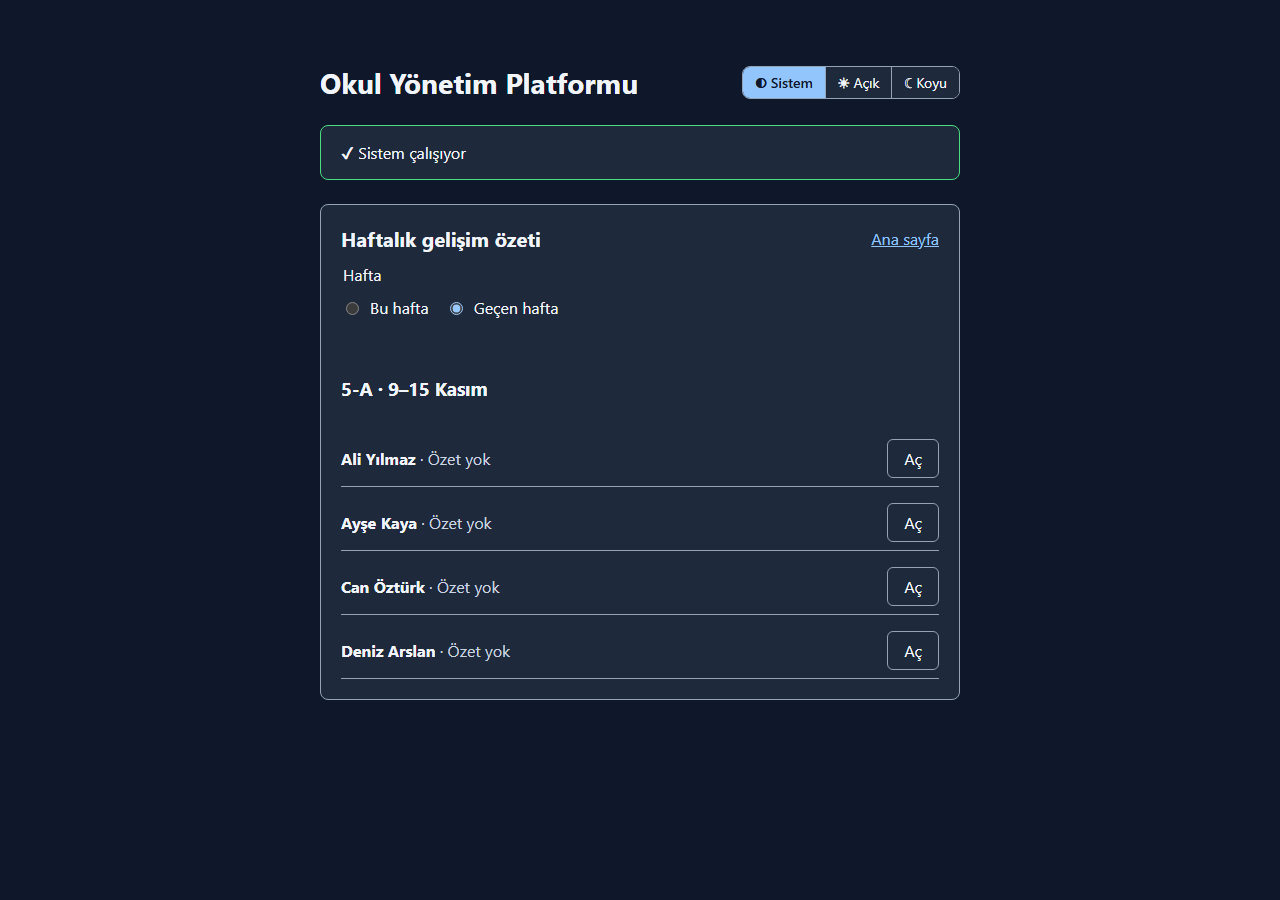 Okul Yönetim Platformu
◐ Sistem ☀ Açık ☾ Koyu
✓ Sistem çalışıyor
Haftalık gelişim özeti Ana sayfa
Hafta
Bu hafta Geçen hafta
5-A · 9–15 Kasım
Ali Yılmaz · Özet yok Aç
Ayşe Kaya · Özet yok Aç
Can Öztürk · Özet yok Aç
Deniz Arslan · Özet yok Aç